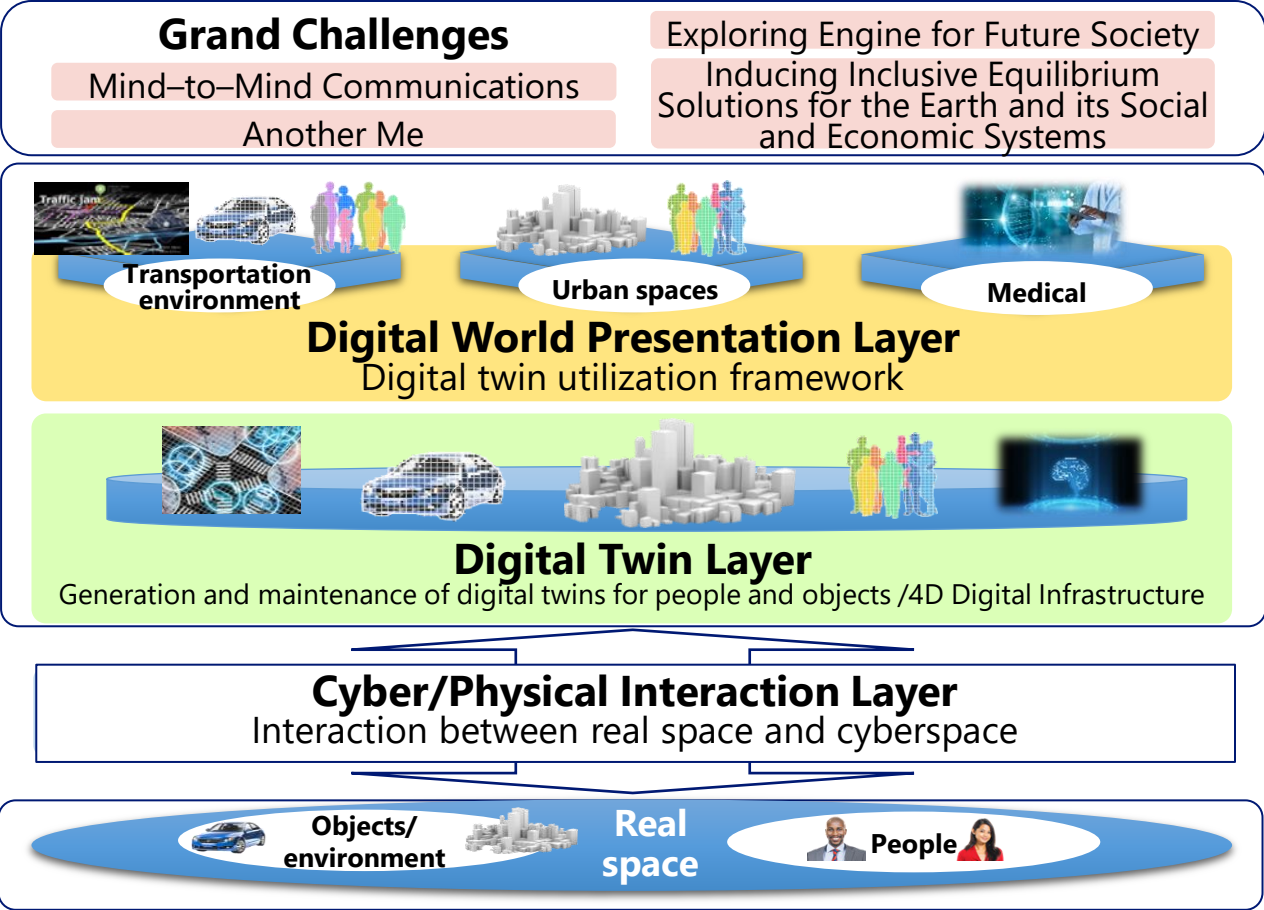 Grand Challenges
Mind–to–Mind Communications
Another Me
Exploring Engine for Future Society
Inducing Inclusive Equilibrium
Solutions for the Earth and its Social
and Economic Systems
Traffic Jam
Transportation
environment
Urban spaces
Medical
Digital World Presentation Layer
Digital twin utilization framework
Digital Twin Layer
Generation and maintenance of digital twins for people and objects /4D Digital Infrastructure
Cyber/Physical Interaction Layer
Interaction between real space and cyberspace
Objects/
environment
Real
space
People